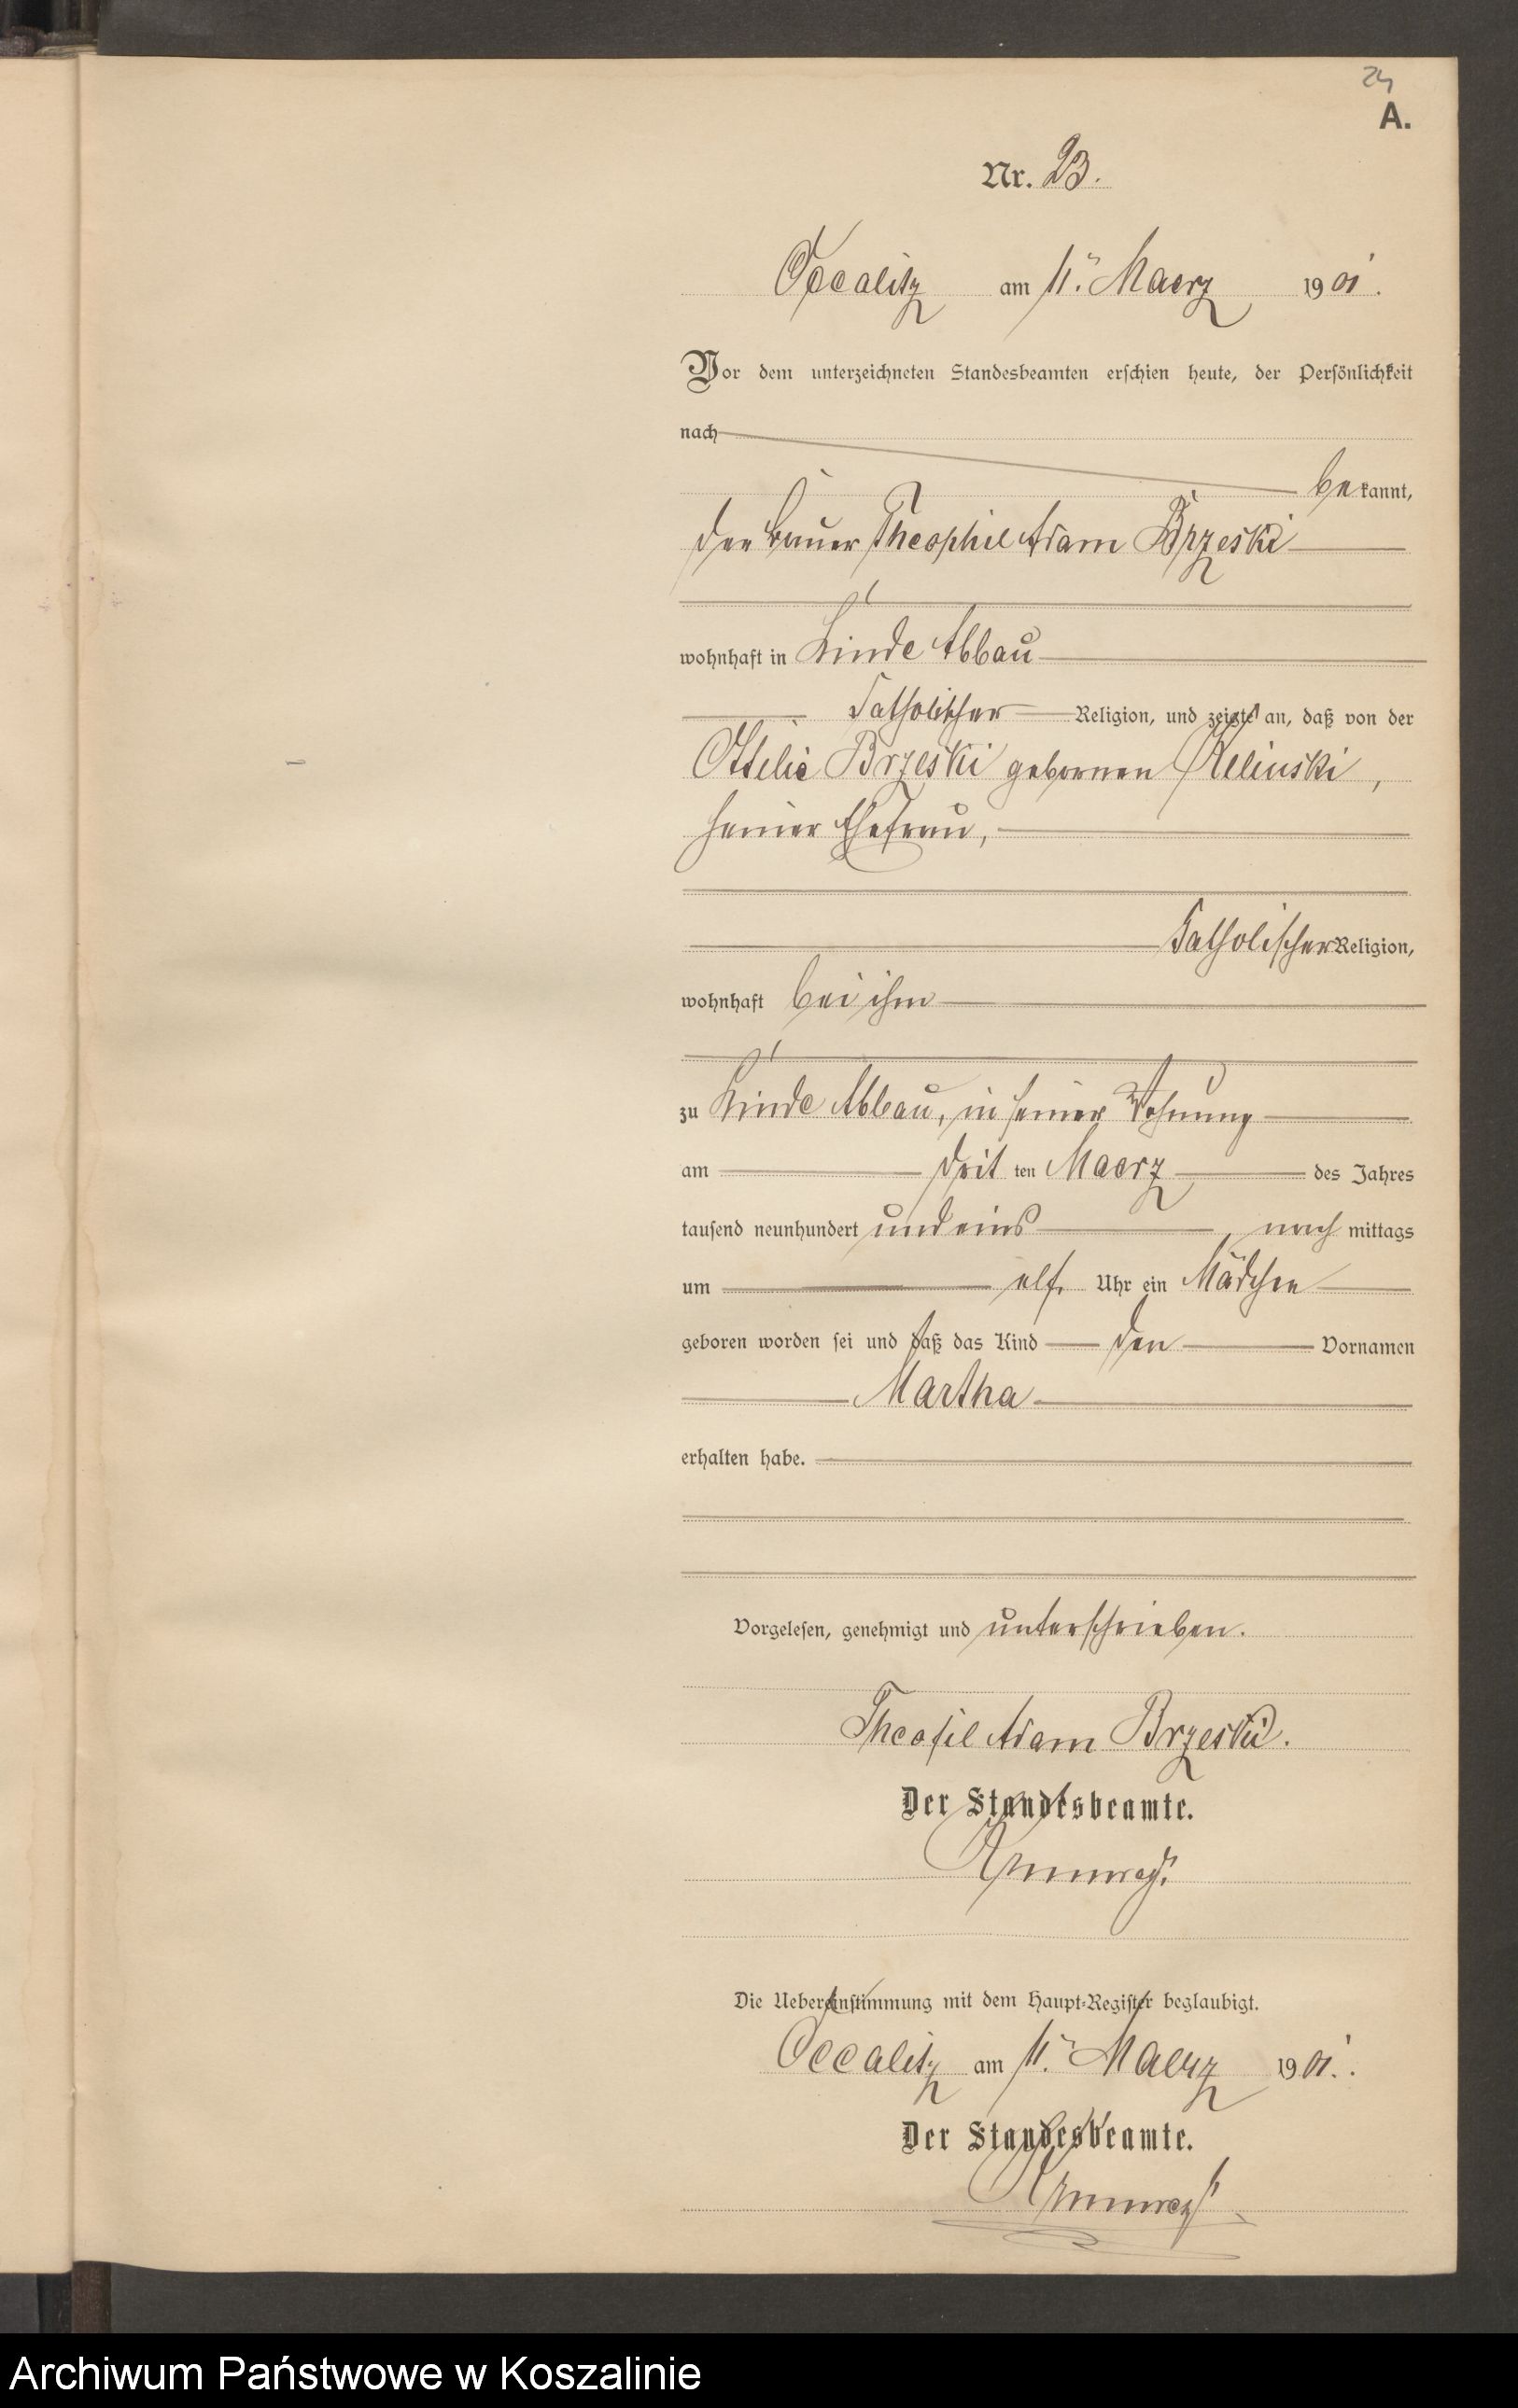 24
A.
Nr. 23.
Occalitz am 11. Maerz 1901.
Vor dem unterzeichneten Standesbeamten erschien heute, der Persönlichkeit
nach
bekannt,
der Bauer Theophil Adam Brzeski
wohnhaft in Linde Abbau
katholischer Religion, und zeigte an, daß von der
Ottilie Brzeski gebornen
seiner Ehefrau,
katholischer Religion,
wohnhaft bei ihm
zu Linde Abbau, in seiner Wohnung
am dritten Maerz des Jahres
tausend neunhundert und eins, nachmittags
um elf Uhr ein Mädchen
geboren worden sei und daß das Kind den Vornamen
Martha
erhalten habe.
Vorgelesen, genehmigt und unterschrieben.
Theofil Adam Brzeski.
Der Standesbeamte.
Die Uebereinstimmung mit dem Haupt-Register beglaubigt.
Occalitz am 11. Maerz 1901.
Der Standesbeamte.
Archiwum Państwowe w Koszalinie